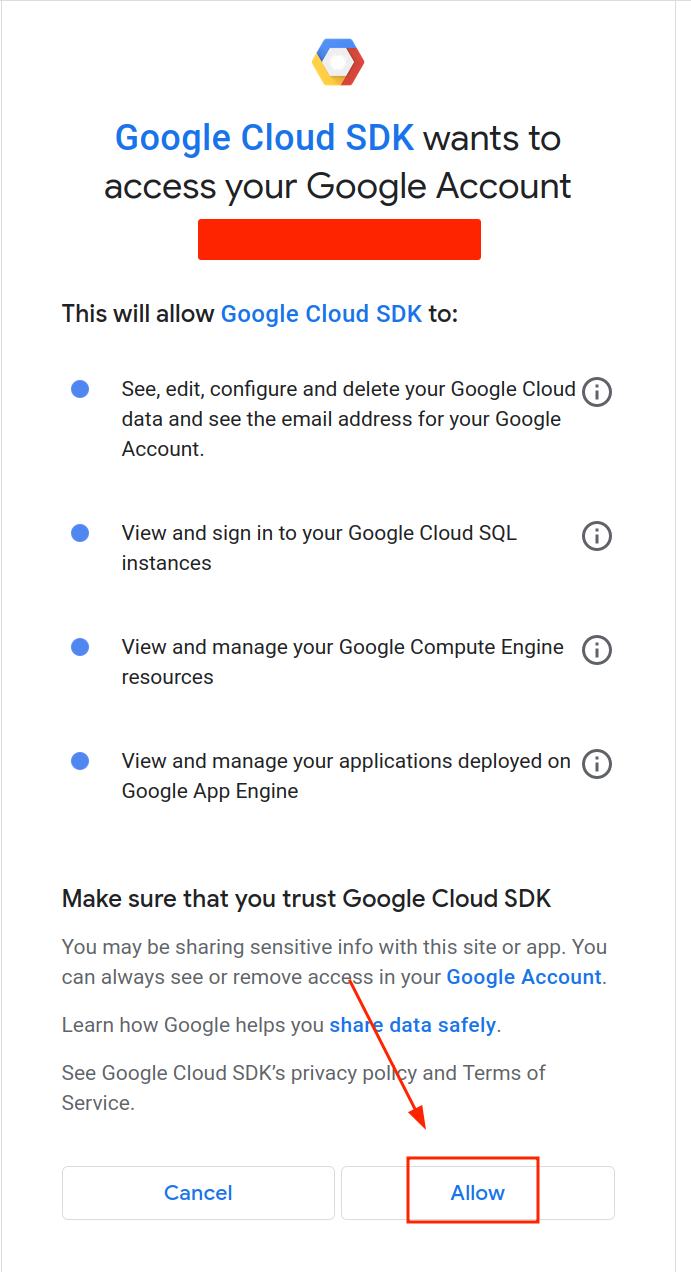 Google Cloud SDK wants to
access your Google Account
This will allow Google Cloud SDK to:
See, edit, configure and delete your Google Cloud
data and see the email address for your Google
Account.
View and sign in to your Google Cloud SQL
instances
View and manage your Google Compute Engine
resources
View and manage your applications deployed on
Google App Engine
Make sure that you trust Google Cloud SDK
You may be sharing sensitive info with this site or app. You
can always see or remove access in your Google Account.
Learn how Google helps you share data safely.
See Google Cloud SDK’s privacy policy and Terms of
Service.
Cancel
Allow